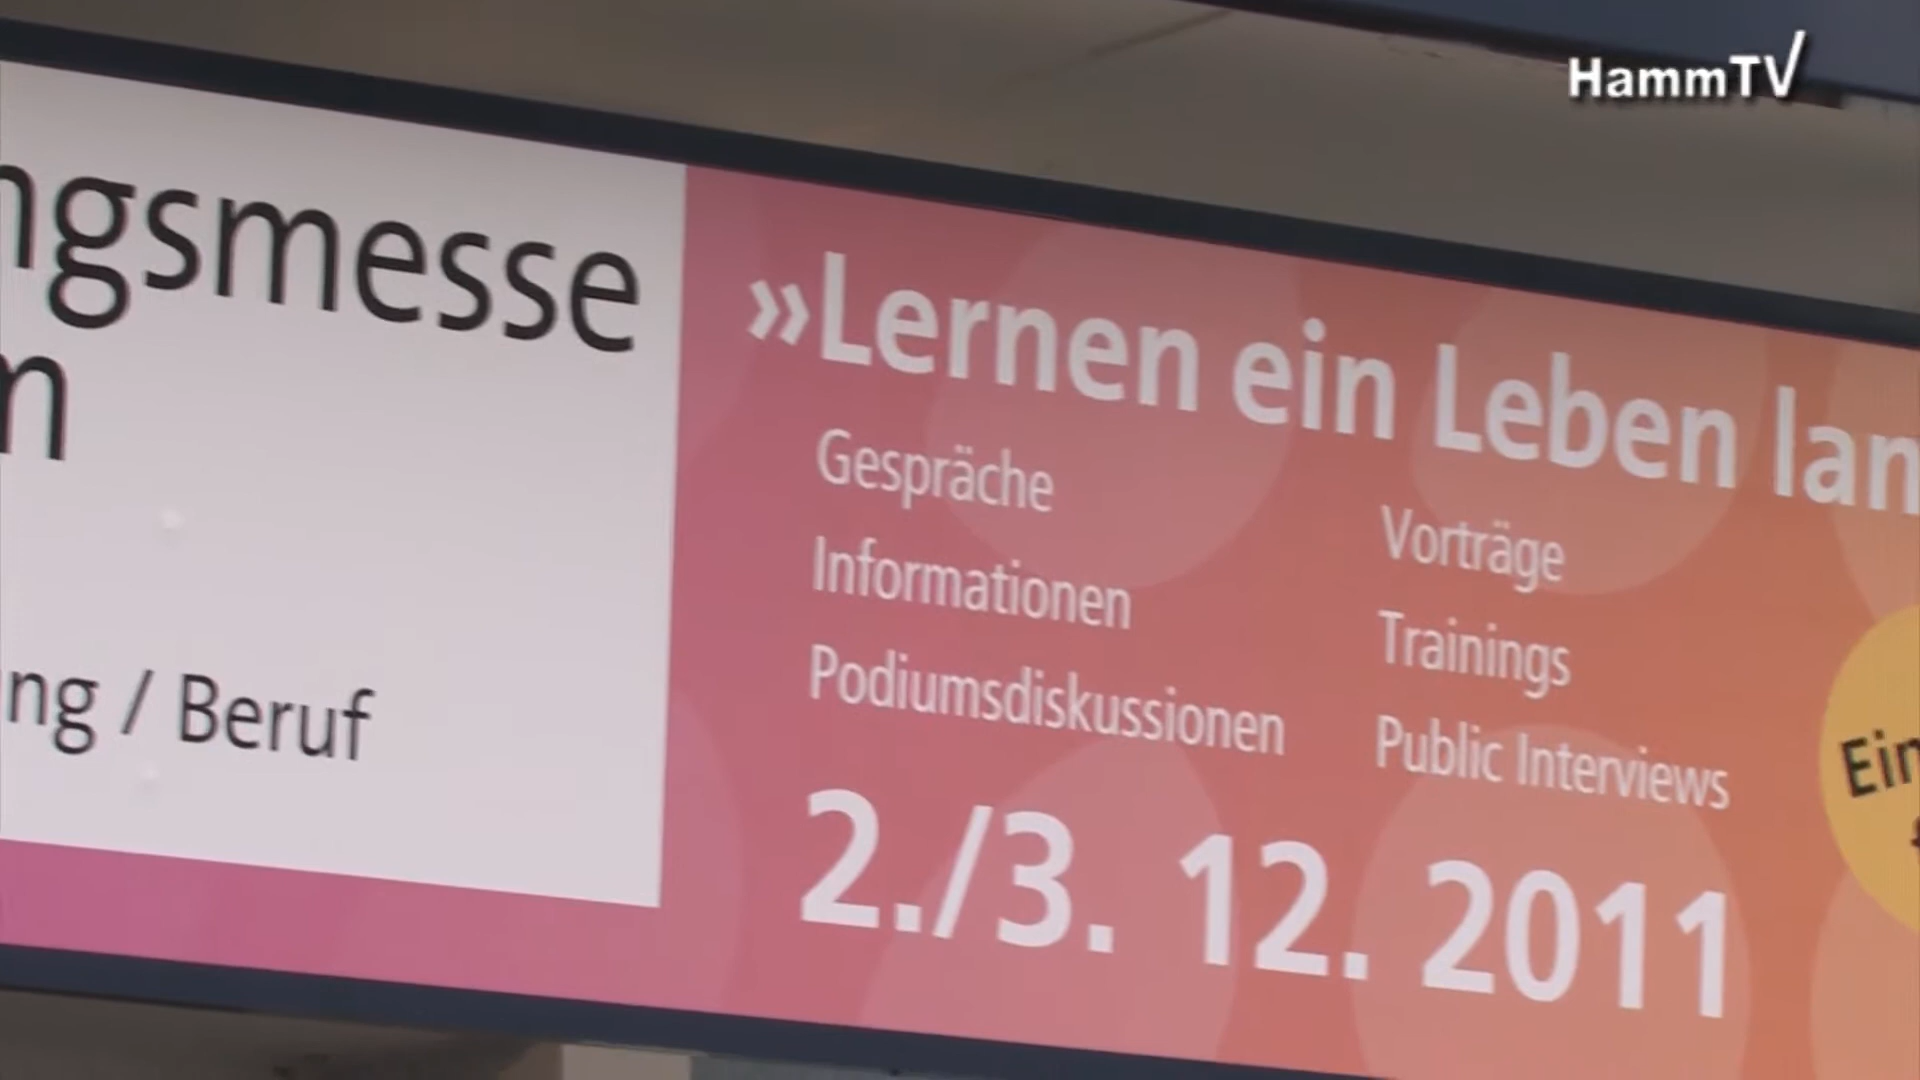 HammTV
ngsmesse
m
ng / Beruf
»Lernen ein Leben lan
Gespräche
Informationen
Podiumsdiskussionen
Vorträge
Trainings
Public Interviews
2./3. 12. 2011
Ein